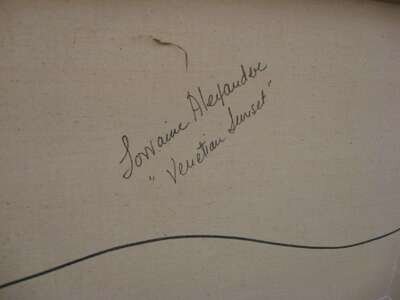 Lorraine Alexander
"Venetian Sunset"